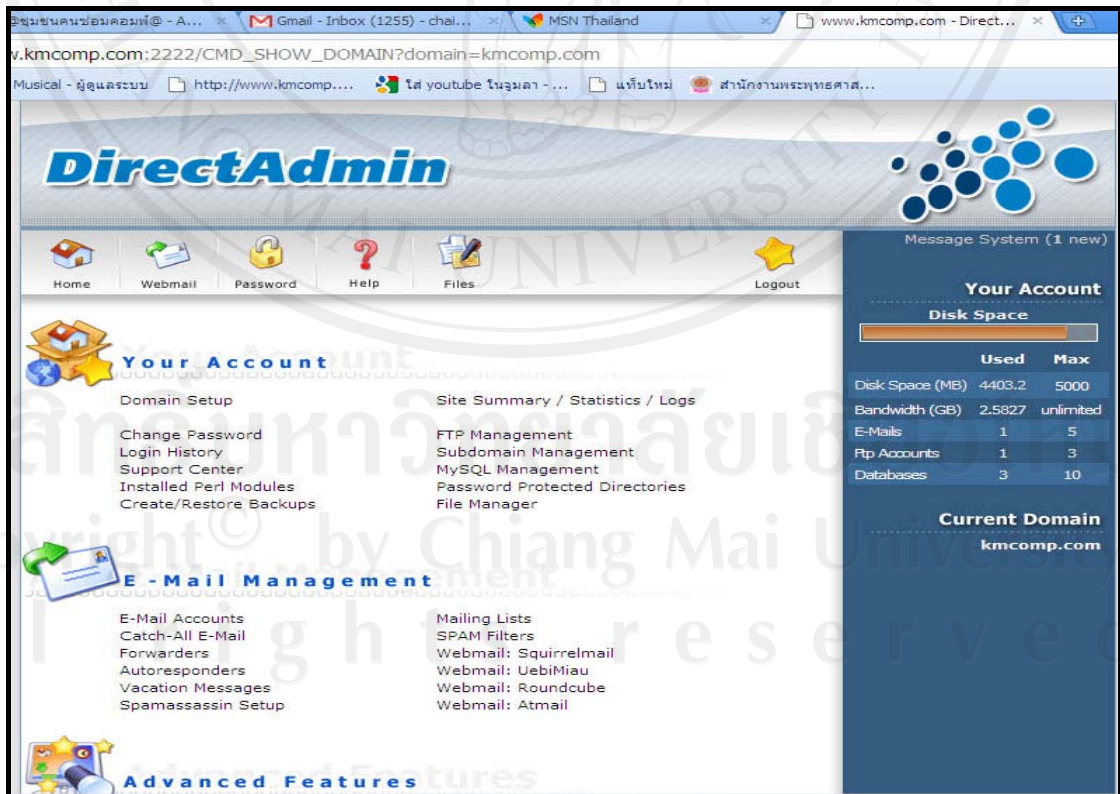 @ชุมชนคนซ่อมคอมพ์@ - A...
Gmail - Inbox (1255) - chai...
MSN Thailand
www.kmcomp.com - Direct...
w.kmcomp.com:2222/CMD_SHOW_DOMAIN?domain=kmcomp.com
Musical - ผู้ดูแลระบบ
http://www.kmcomp....
ใส่ youtube ในจูมลา - ...
แท็บใหม่
สำนักงานพระพุทธศาส...
DirectAdmin
Home
Webmail
Password
Help
Files
Logout
Message System (1 new)
Your Account
Disk Space
Used Max
Disk Space (MB) 4403.2 5000
Bandwidth (GB) 2.5827 unlimited
E-Mails 1 5
Ftp Accounts 1 3
Databases 3 10
Current Domain
kmcomp.com
Your Account
Domain Setup
Site Summary / Statistics / Logs
Change Password
FTP Management
Login History
Subdomain Management
Support Center
MySQL Management
Installed Perl Modules
Password Protected Directories
Create/Restore Backups
File Manager
E-Mail Management
E-Mail Accounts
Mailing Lists
Catch-All E-Mail
SPAM Filters
Forwarders
Webmail: Squirrelmail
Autoresponders
Webmail: UebiMiau
Vacation Messages
Webmail: Roundcube
Spamassassin Setup
Webmail: Atmail
Advanced Features
MAI UNIVERSITY
by Chiang Mai University